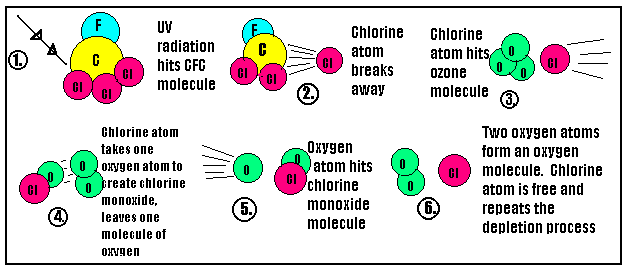 1.
F
C
Cl Cl Cl
UV
radiation
hits CFC
molecule
F
C
Cl Cl
Cl
2.
Chlorine
atom
breaks
away
Chlorine
atom hits
ozone
molecule
O
O O
Cl
3.
Cl O
O
O
4.
Chlorine atom
takes one
oxygen atom to
create chlorine
monoxide,
leaves one
molecule of
oxygen
O
5.
O
Cl
Oxygen
atom hits
chlorine
monoxide
molecule
O
O
Cl
6.
Two oxygen atoms
form an oxygen
molecule. Chlorine
atom is free and
repeats the
depletion process